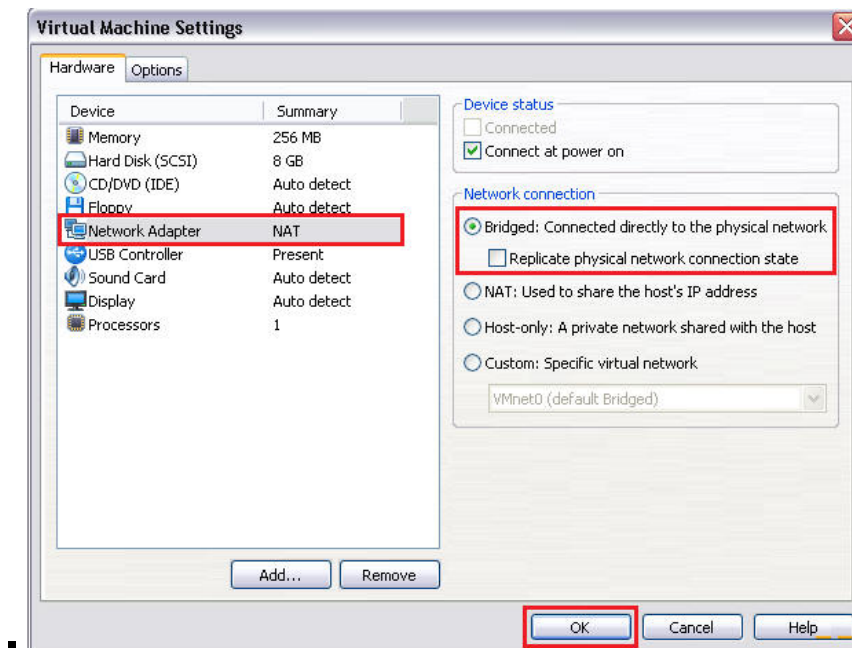 Virtual Machine Settings
Hardware Options
Device Summary
Memory 256 MB
Hard Disk (SCSI) 8 GB
CD/DVD (IDE) Auto detect
Floppy Auto detect
Network Adapter NAT
USB Controller Present
Sound Card Auto detect
Display Auto detect
Processors 1
Add... Remove
Device status
Connected
Connect at power on
Network connection
Bridged: Connected directly to the physical network
Replicate physical network connection state
NAT: Used to share the host's IP address
Host-only: A private network shared with the host
Custom: Specific virtual network
VMnet0 (default Bridged)
OK Cancel Help